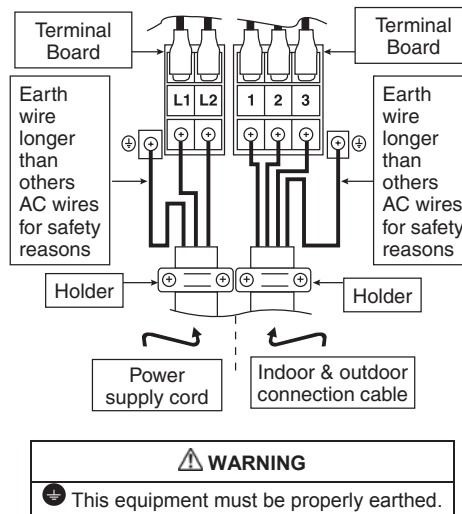 Terminal
Board
Terminal
Board
Earth
wire
longer
than
others
AC wires
for safety
reasons
L1 L2
1 2 3
Earth
wire
longer
than
others
AC wires
for safety
reasons
Holder
Holder
Power
supply cord
Indoor & outdoor
connection cable
WARNING
This equipment must be properly earthed.